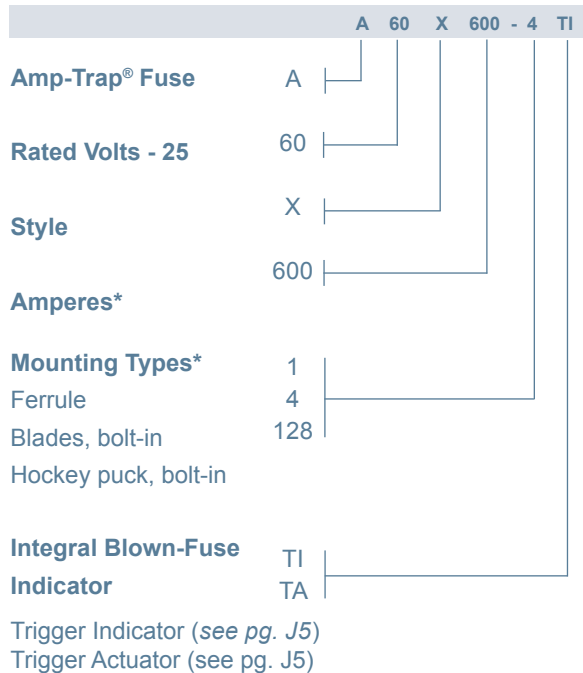 A 60 X 600 - 4 TI
Amp-Trap® Fuse A
Rated Volts - 25 60
Style X
Amperes* 600
Mounting Types* 1
Ferrule 4
Blades, bolt-in 128
Hockey puck, bolt-in
Integral Blown-Fuse TI
Indicator TA
Trigger Indicator (see pg. J5)
Trigger Actuator (see pg. J5)